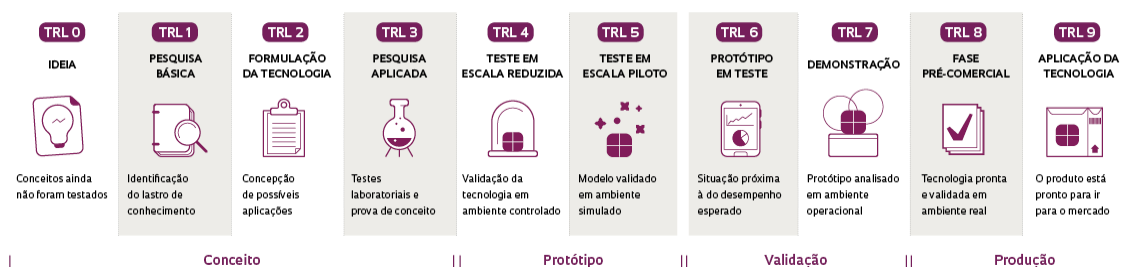 TRL 0
IDEIA
Conceitos ainda
não foram testados
TRL 1
PESQUISA
BÁSICA
Identificação
do lastro de
conhecimento
TRL 2
FORMULAÇÃO
DA TECNOLOGIA
Concepção
de possíveis
aplicações
TRL 3
PESQUISA
APLICADA
Testes
laboratoriais e
prova de conceito
TRL 4
TESTE EM
ESCALA REDUZIDA
Validação da
tecnologia em
ambiente controlado
TRL 5
TESTE EM
ESCALA PILOTO
Modelo validado
em ambiente
simulado
TRL 6
PROTÓTIPO
EM TESTE
Situação próxima
à do desempenho
esperado
TRL 7
DEMONSTRAÇÃO
Protótipo analisado
em ambiente
operacional
TRL 8
FASE
PRÉ-COMERCIAL
Tecnologia pronta
e validada em
ambiente real
TRL 9
APLICAÇÃO DA
TECNOLOGIA
O produto está
pronto para ir
para o mercado
Conceito
Protótipo
Validação
Produção